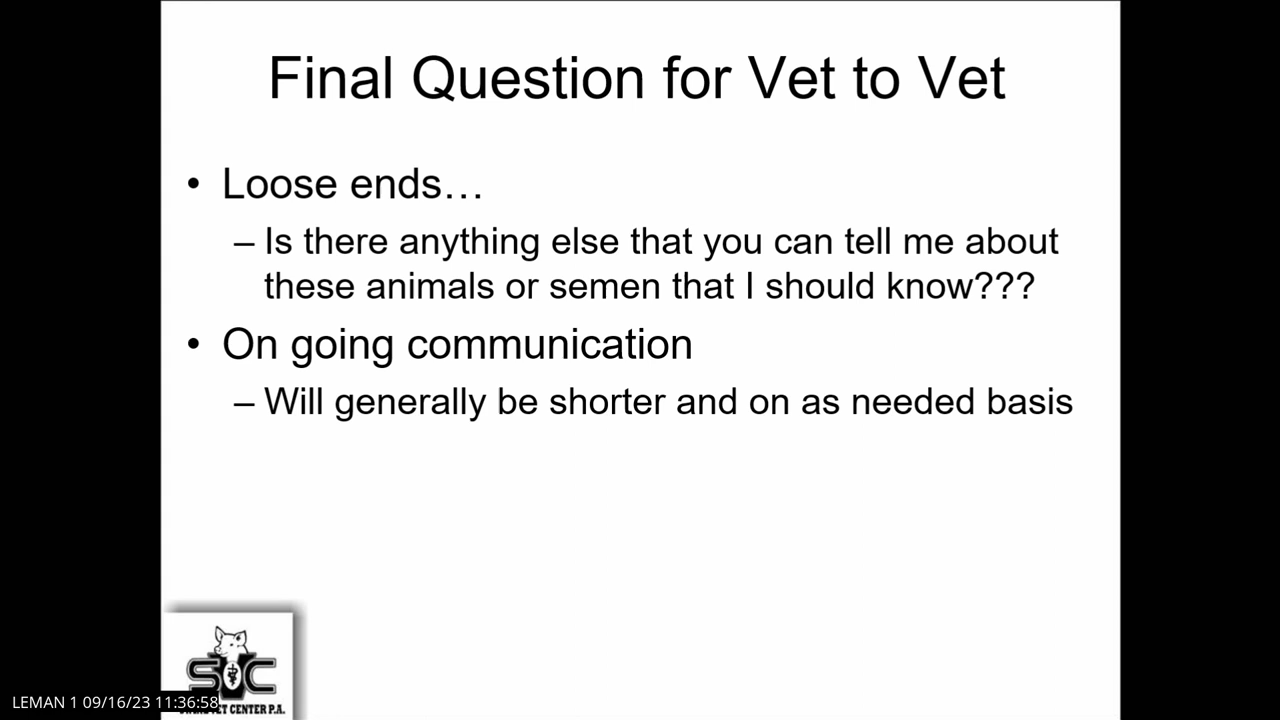 Final Question for Vet to Vet
• Loose ends…
– Is there anything else that you can tell me about
these animals or semen that I should know???
• On going communication
– Will generally be shorter and on as needed basis
SVC
VET CENTER P.A.
LEMAN 1 09/16/23 11:36:58